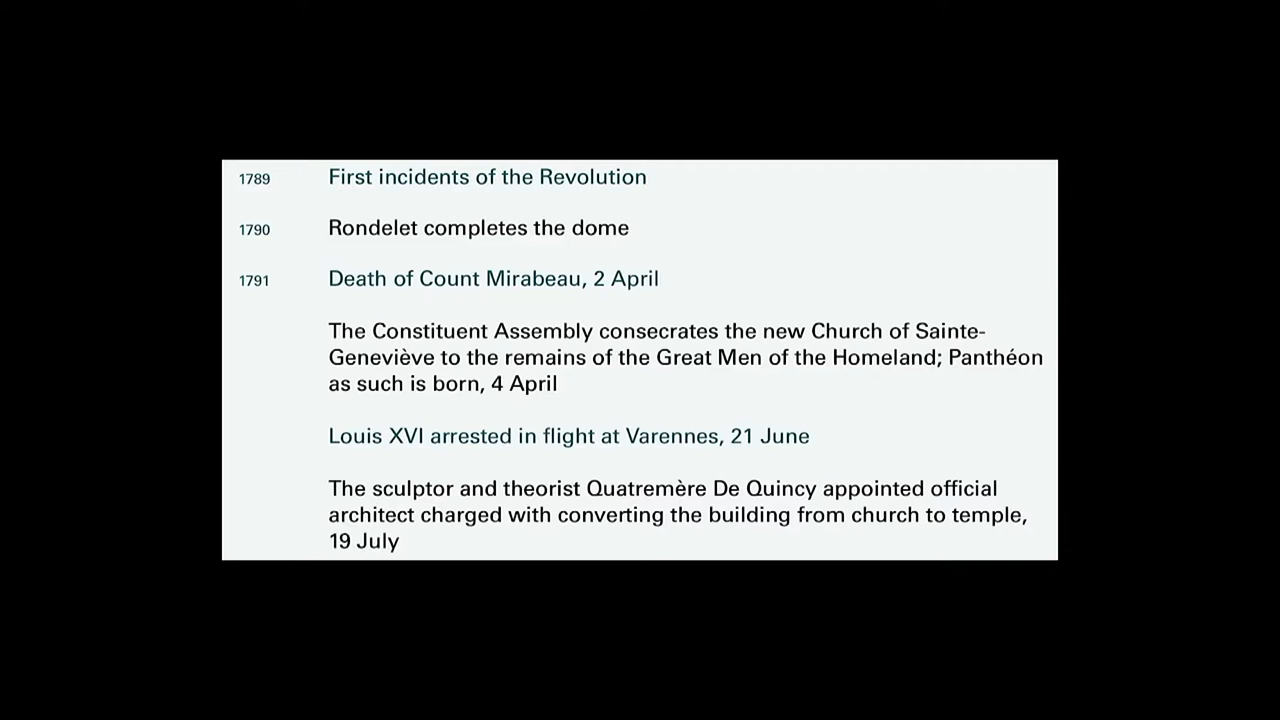 1789 First incidents of the Revolution
1790 Rondelet completes the dome
1791 Death of Count Mirabeau, 2 April
The Constituent Assembly consecrates the new Church of Sainte-
Geneviève to the remains of the Great Men of the Homeland; Panthéon
as such is born, 4 April
Louis XVI arrested in flight at Varennes, 21 June
The sculptor and theorist Quatremère De Quincy appointed official
architect charged with converting the building from church to temple,
19 July